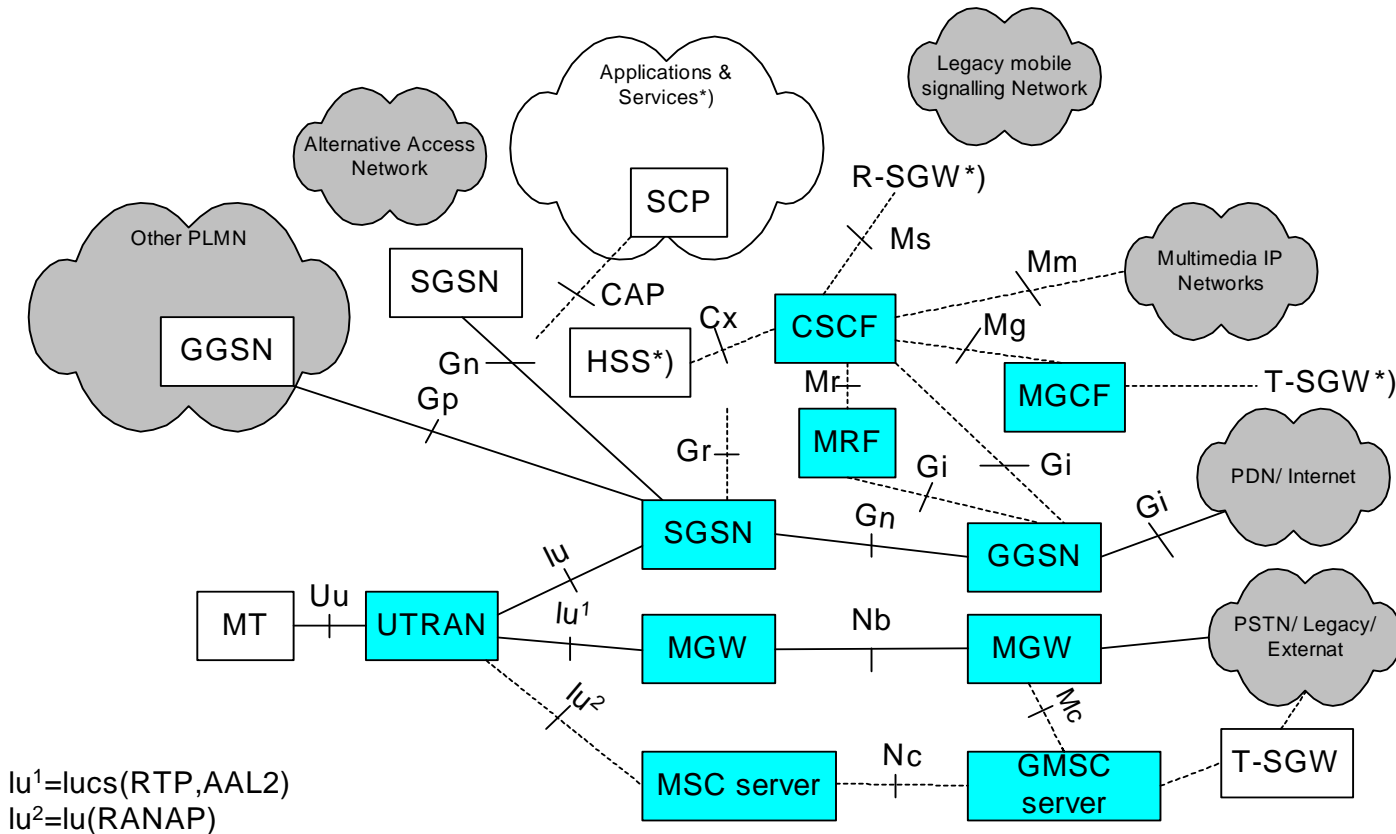 Legacy mobile
signalling Network
Applications &
Services*)
Alternative Access
Network
SCP
R-SGW*)
Ms
Other PLMN
Mm
Multimedia IP
Networks
SGSN
CAP
Cx
CSCF
Mg
GGSN
Gn
HSS*)
Mr
MGCF
T-SGW*)
Gp
MRF
Gr
Gi
Gi
PDN/ Internet
SGSN
Gn
GGSN
Gi
Iu
MT
Uu
UTRAN
Iu¹
MGW
Nb
MGW
PSTN/ Legacy/
Externat
Iu²
Mc
MSC server
Nc
GMSC
server
T-SGW
Iu¹=Iucs(RTP,AAL2)
Iu²=Iu(RANAP)